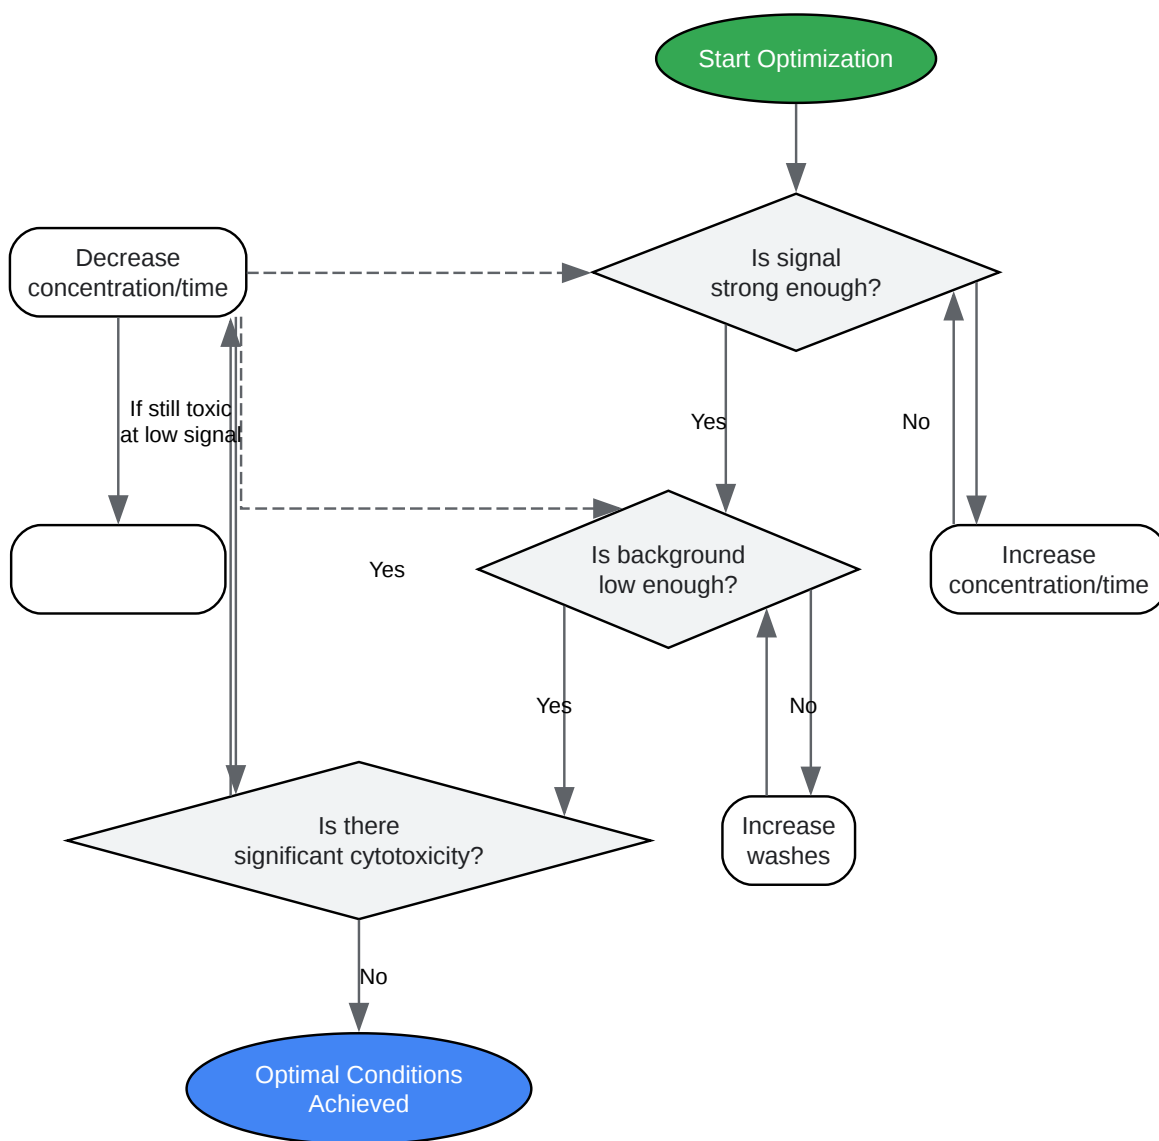 Start Optimization
Decrease
concentration/time
Is signal
strong enough?
If still toxic
at low signal
Yes
No
Is background
low enough?
Increase
concentration/time
Yes
Yes
No
Is there
significant cytotoxicity?
Increase
washes
No
Optimal Conditions
Achieved